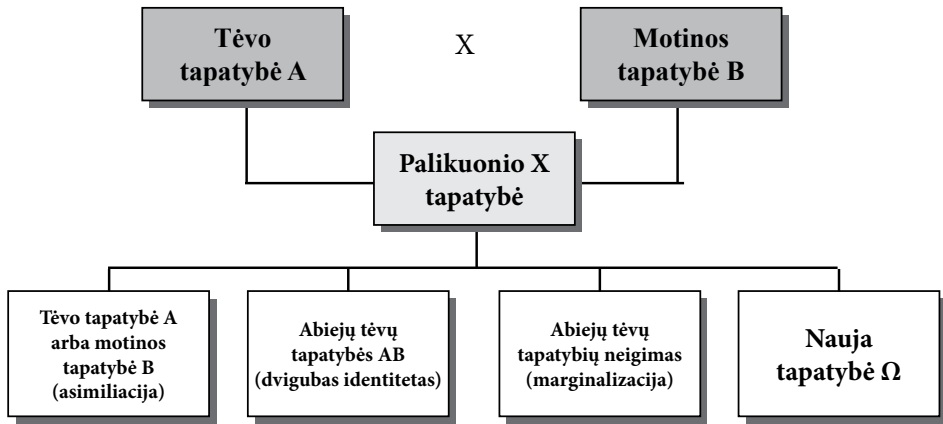 Tėvo
tapatybė A
X
Motinos
tapatybė B
Palikuonio X
tapatybė
Tėvo tapatybė A
arba motinos
tapatybė B
(asimiliacija)
Abiejų tėvų
tapatybės AB
(dvigubas identitetas)
Abiejų tėvų
tapatybių neigimas
(marginalizacija)
Nauja
tapatybė Ω